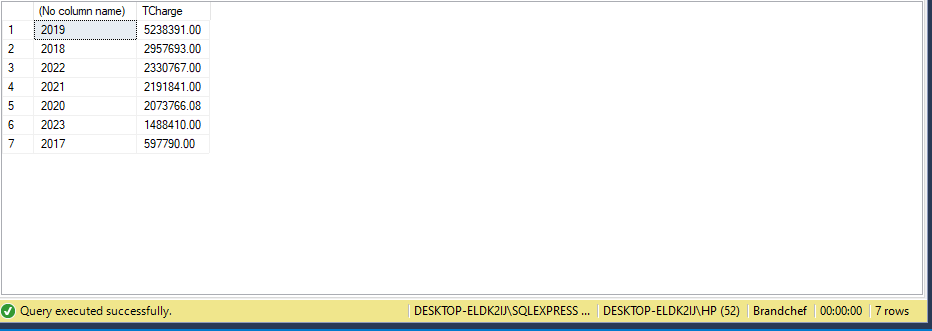 (No column name) TCharge
1 2019 5238391.00
2 2018 2957693.00
3 2022 2330767.00
4 2021 2191841.00
5 2020 2073766.08
6 2023 1488410.00
7 2017 597790.00
Query executed successfully. DESKTOP-ELDK2IJ\SQLEXPRESS ... DESKTOP-ELDK2IJ\HP (52) Brandchef 00:00:00 7 rows